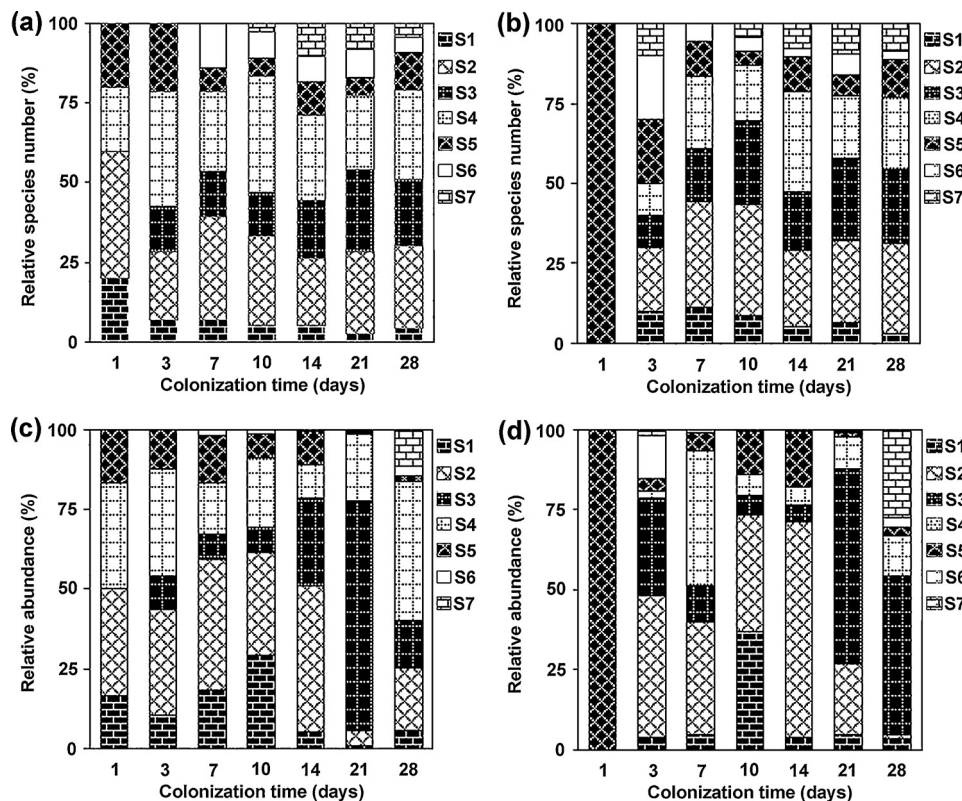 (a)
100
75
50
25
0
Relative species number (%)
1 3 7 10 14 21 28
Colonization time (days)
S1
S2
S3
S4
S5
S6
S7
(b)
100
75
50
25
0
Relative species number (%)
1 3 7 10 14 21 28
Colonization time (days)
S1
S2
S3
S4
S5
S6
S7
(c)
100
75
50
25
0
Relative abundance (%)
1 3 7 10 14 21 28
Colonization time (days)
S1
S2
S3
S4
S5
S6
S7
(d)
100
75
50
25
0
Relative abundance (%)
1 3 7 10 14 21 28
Colonization time (days)
S1
S2
S3
S4
S5
S6
S7